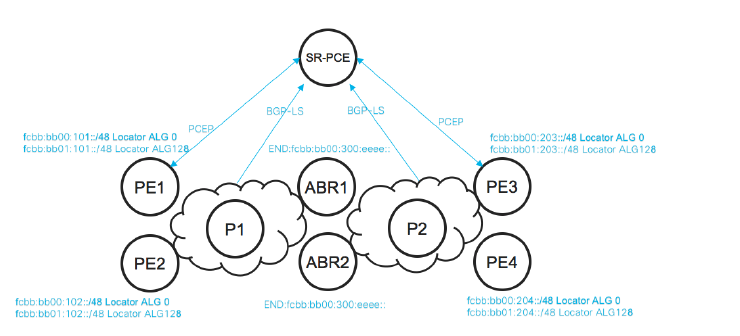 SR-PCE
PCEP
BGP-LS
BGP-LS
PCEP
fcbb:bb00:101::/48 Locator ALG 0
fcbb:bb01:101::/48 Locator ALG128
END:fcbb:bb00:300:eeee::
fcbb:bb00:203::/48 Locator ALG 0
fcbb:bb01:203::/48 Locator ALG128
PE1
ABR1
PE3
P1
P2
PE2
ABR2
PE4
fcbb:bb00:102::/48 Locator ALG 0
fcbb:bb01:102::/48 Locator ALG128
END:fcbb:bb00:300:eeee::
fcbb:bb00:204::/48 Locator ALG 0
fcbb:bb01:204::/48 Locator ALG128